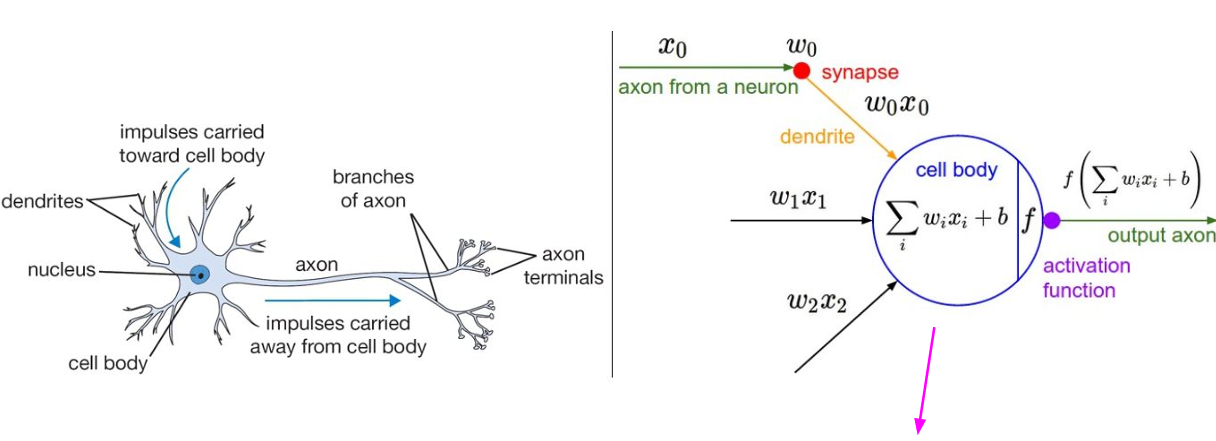 impulses carried
toward cell body
dendrites
nucleus
cell body
axon
impulses carried
away from cell body
branches
of axon
axon
terminals
x₀
w₀
synapse
axon from a neuron
w₀x₀
dendrite
cell body
w₁x₁
∑ᵢ wᵢxᵢ + b
f
f(∑ᵢ wᵢxᵢ + b)
output axon
activation
function
w₂x₂